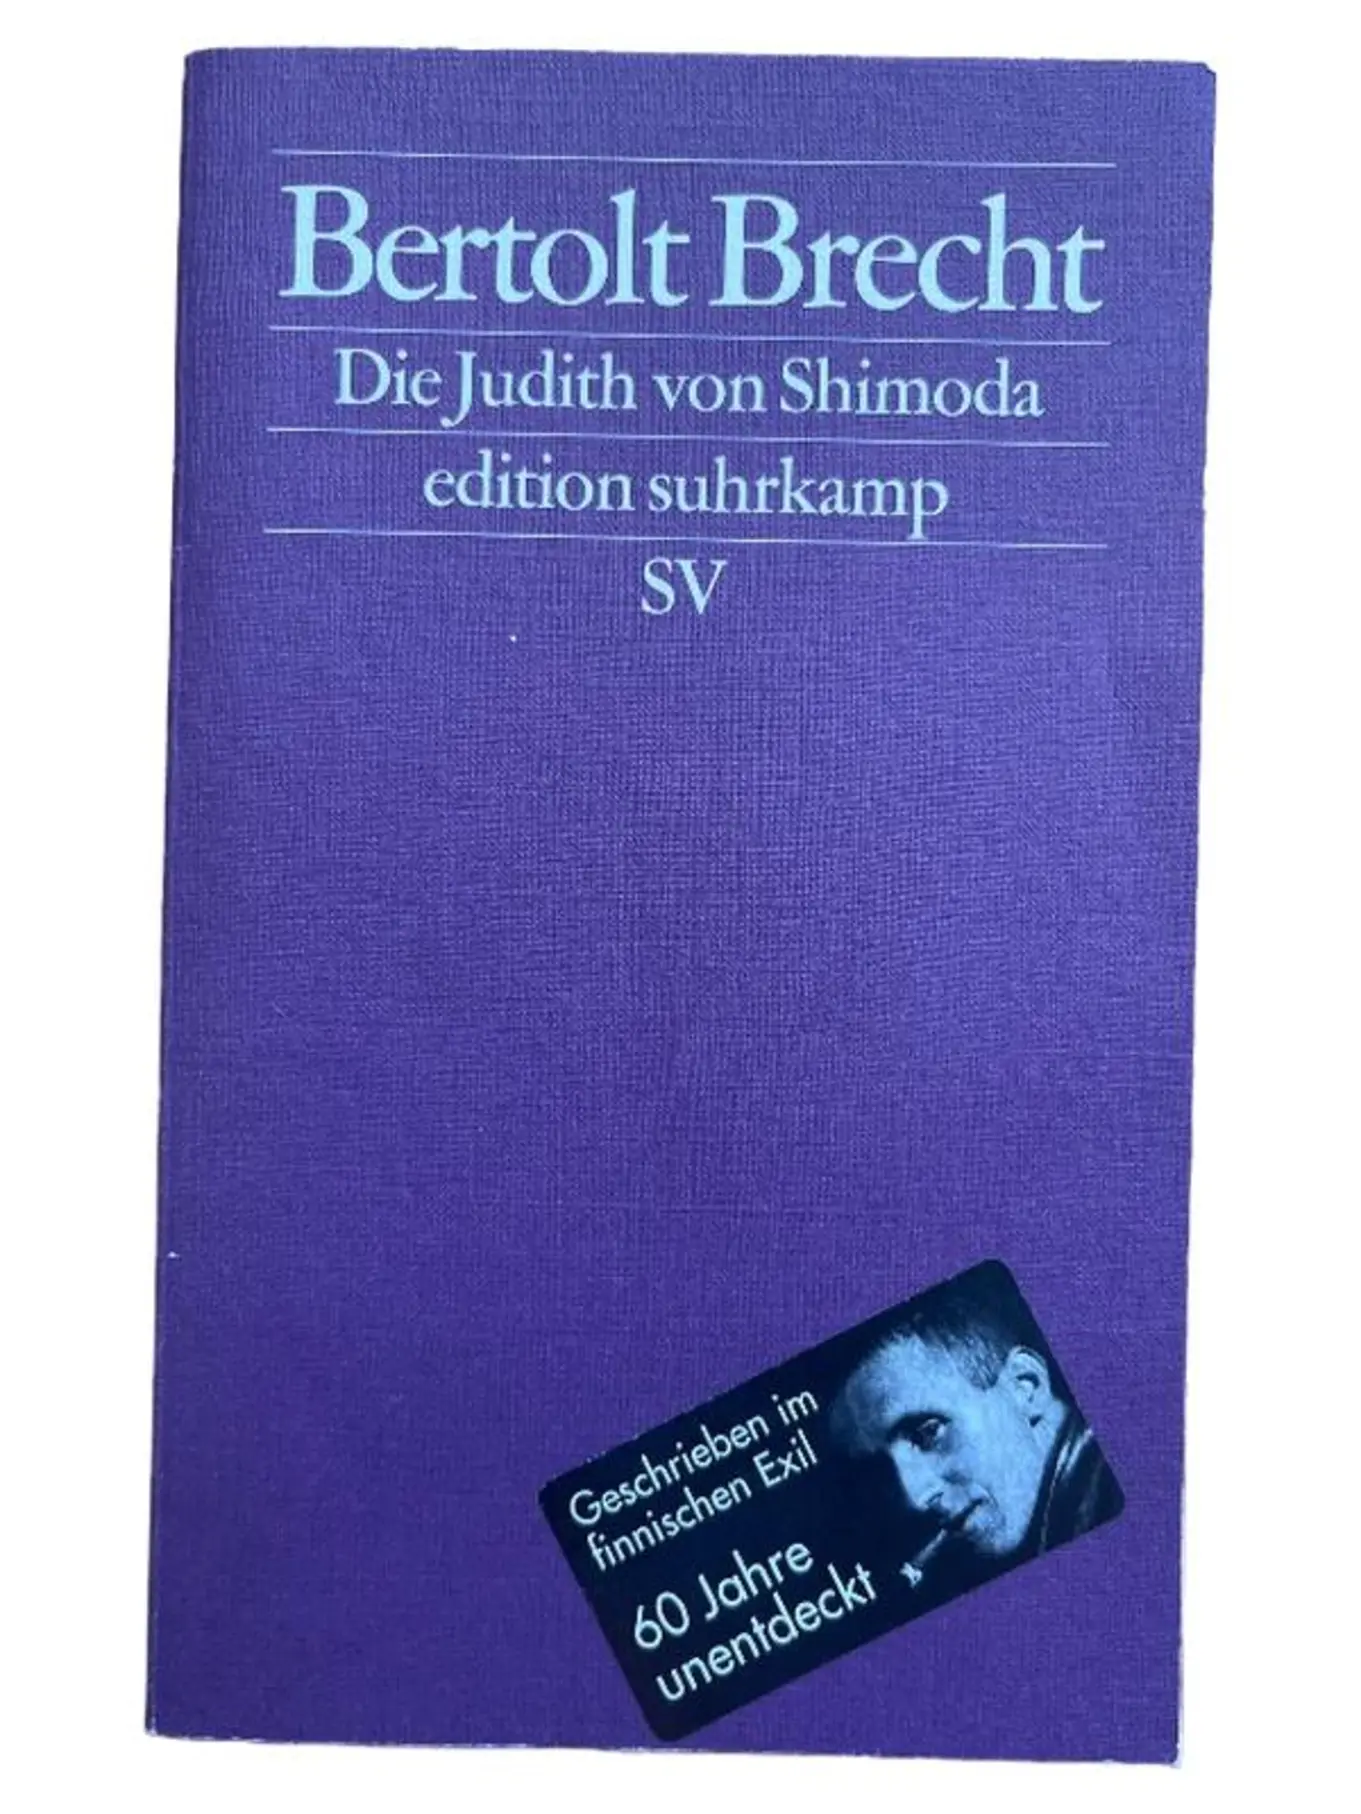 Bertolt Brecht
Die Judith von Shimoda
edition suhrkamp
SV
Geschrieben im
finnischen Exil
60 Jahre
unentdeckt